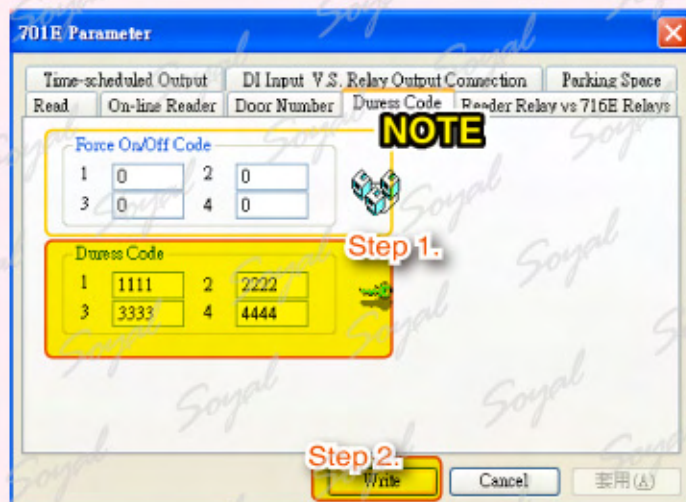 701E Parameter
Time-scheduled Output DI Input V.S. Relay Output Connection Parking Space
Read On-line Reader Door Number Duress Code Reader Relay vs 716E Relays
NOTE
Force On/Off Code
1 0 2 0
3 0 4 0
Step 1.
Duress Code
1 1111 2 2222
3 3333 4 4444
Step 2.
Write Cancel 套用(A)
Soyal